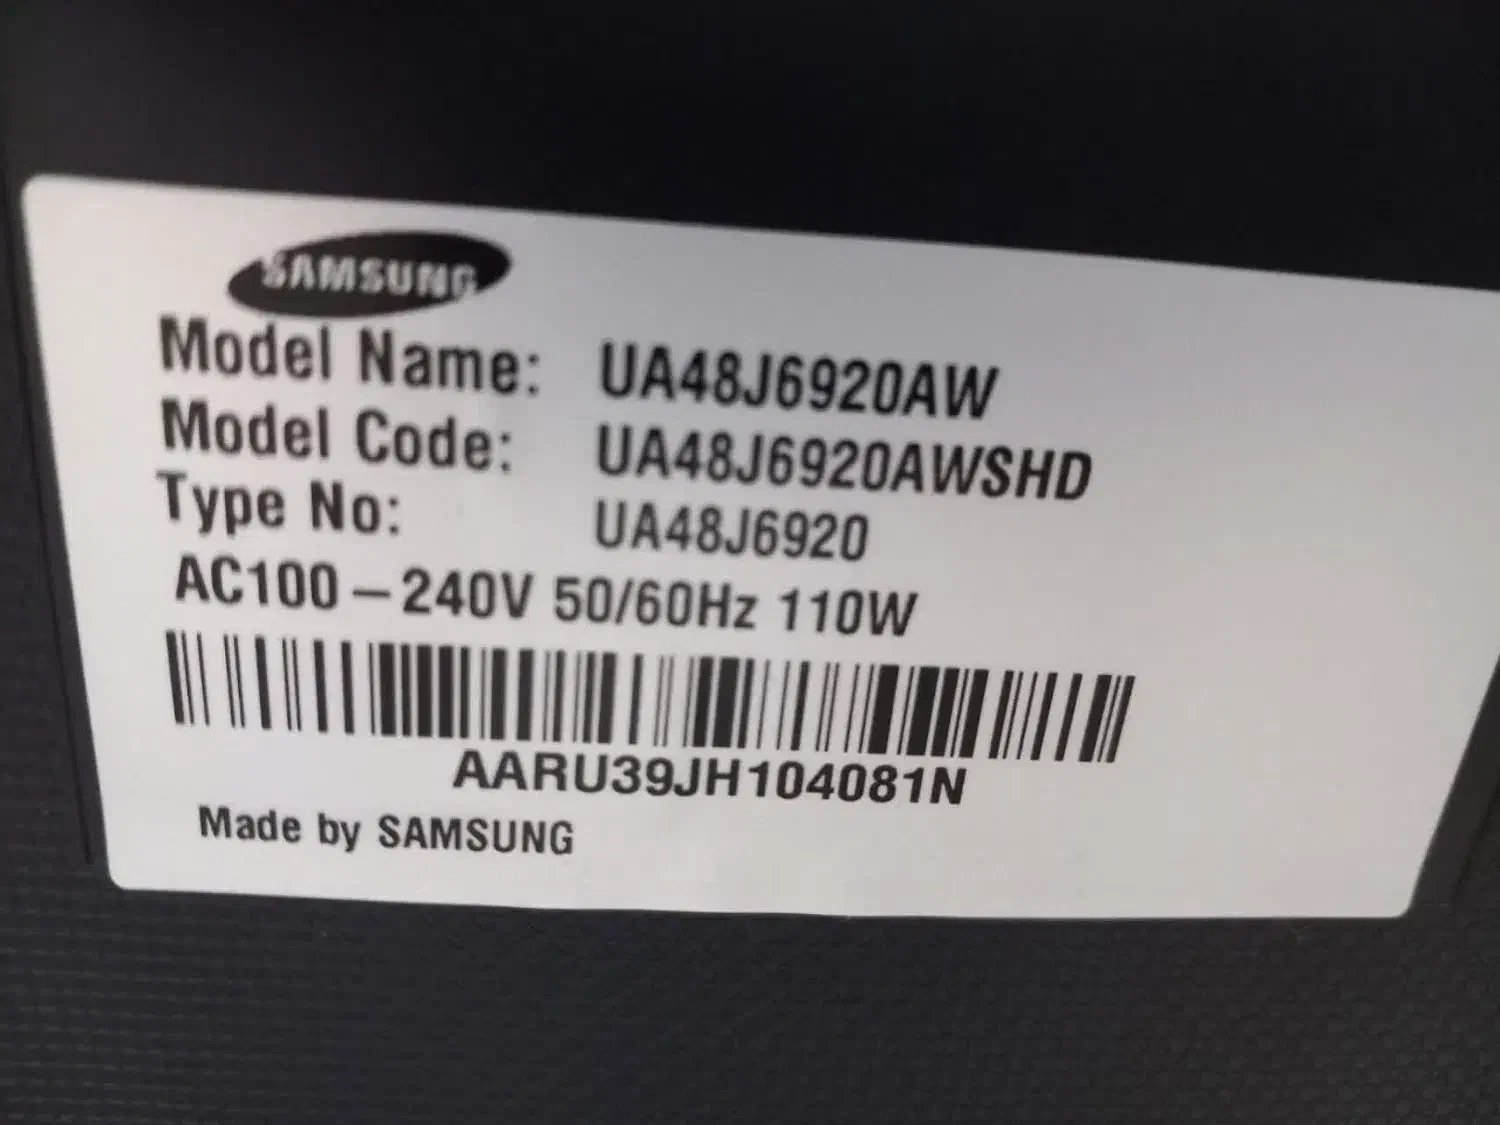 SAMSUNG
Model Name: UA48J6920AW
Model Code: UA48J6920AWSHD
Type No: UA48J6920
AC100-240V 50/60Hz 110W
AARU39JH104081N
Made by SAMSUNG